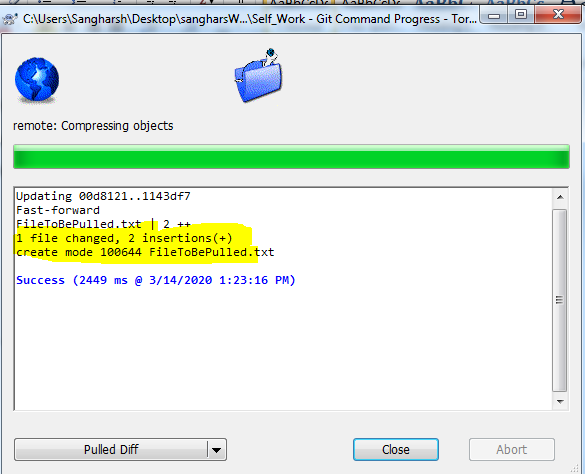 C:\Users\Sangharsh\Desktop\sangharsW...\Self_Work - Git Command Progress - Tor...
remote: Compressing objects
Updating 00d8121..1143df7
Fast-forward
FileToBePulled.txt | 2 ++
1 file changed, 2 insertions(+)
create mode 100644 FileToBePulled.txt
Success (2449 ms @ 3/14/2020 1:23:16 PM)
Pulled Diff
Close
Abort